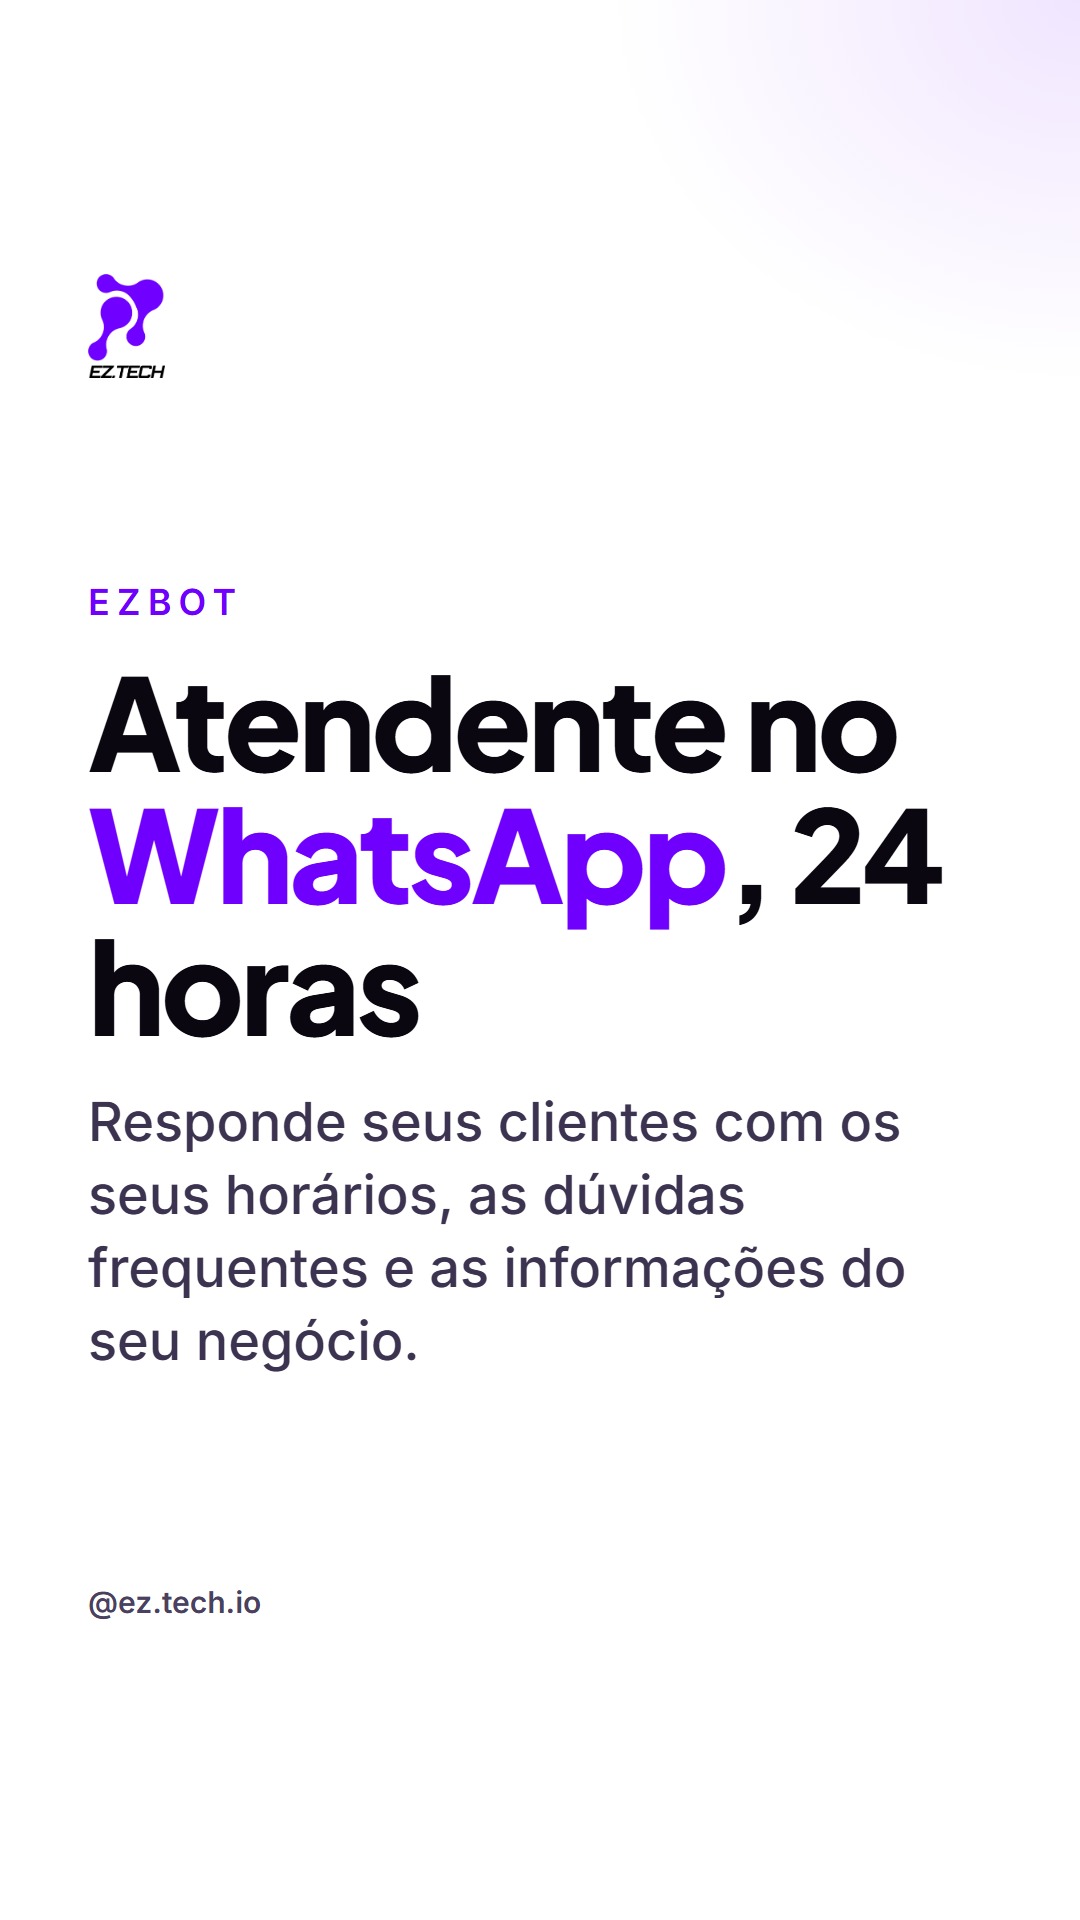 EZ.TECH
EZBOT
Atendente no
WhatsApp, 24
horas
Responde seus clientes com os
seus horários, as dúvidas
frequentes e as informações do
seu negócio.
@ez.tech.io